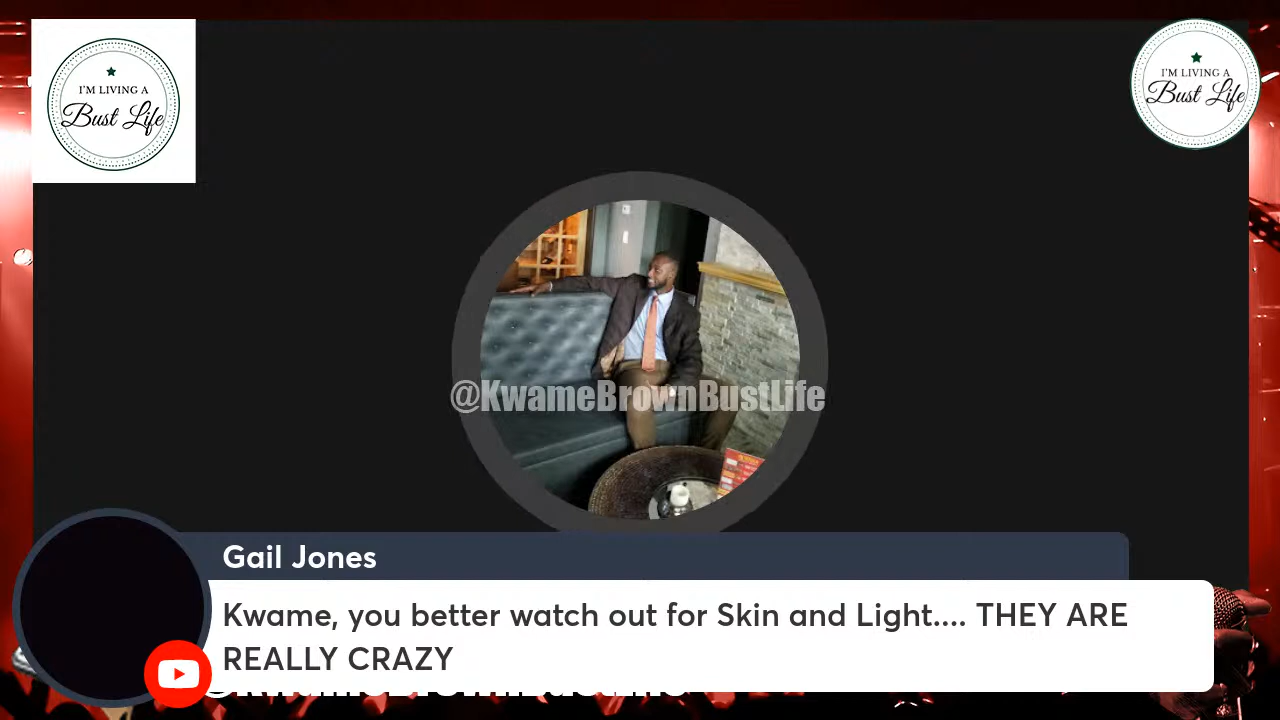 I'M LIVING A
Bust Life
I'M LIVING A
Bust Life
@KwameBrownBustLife
Gail Jones
Kwame, you better watch out for Skin and Light.... THEY ARE
REALLY CRAZY